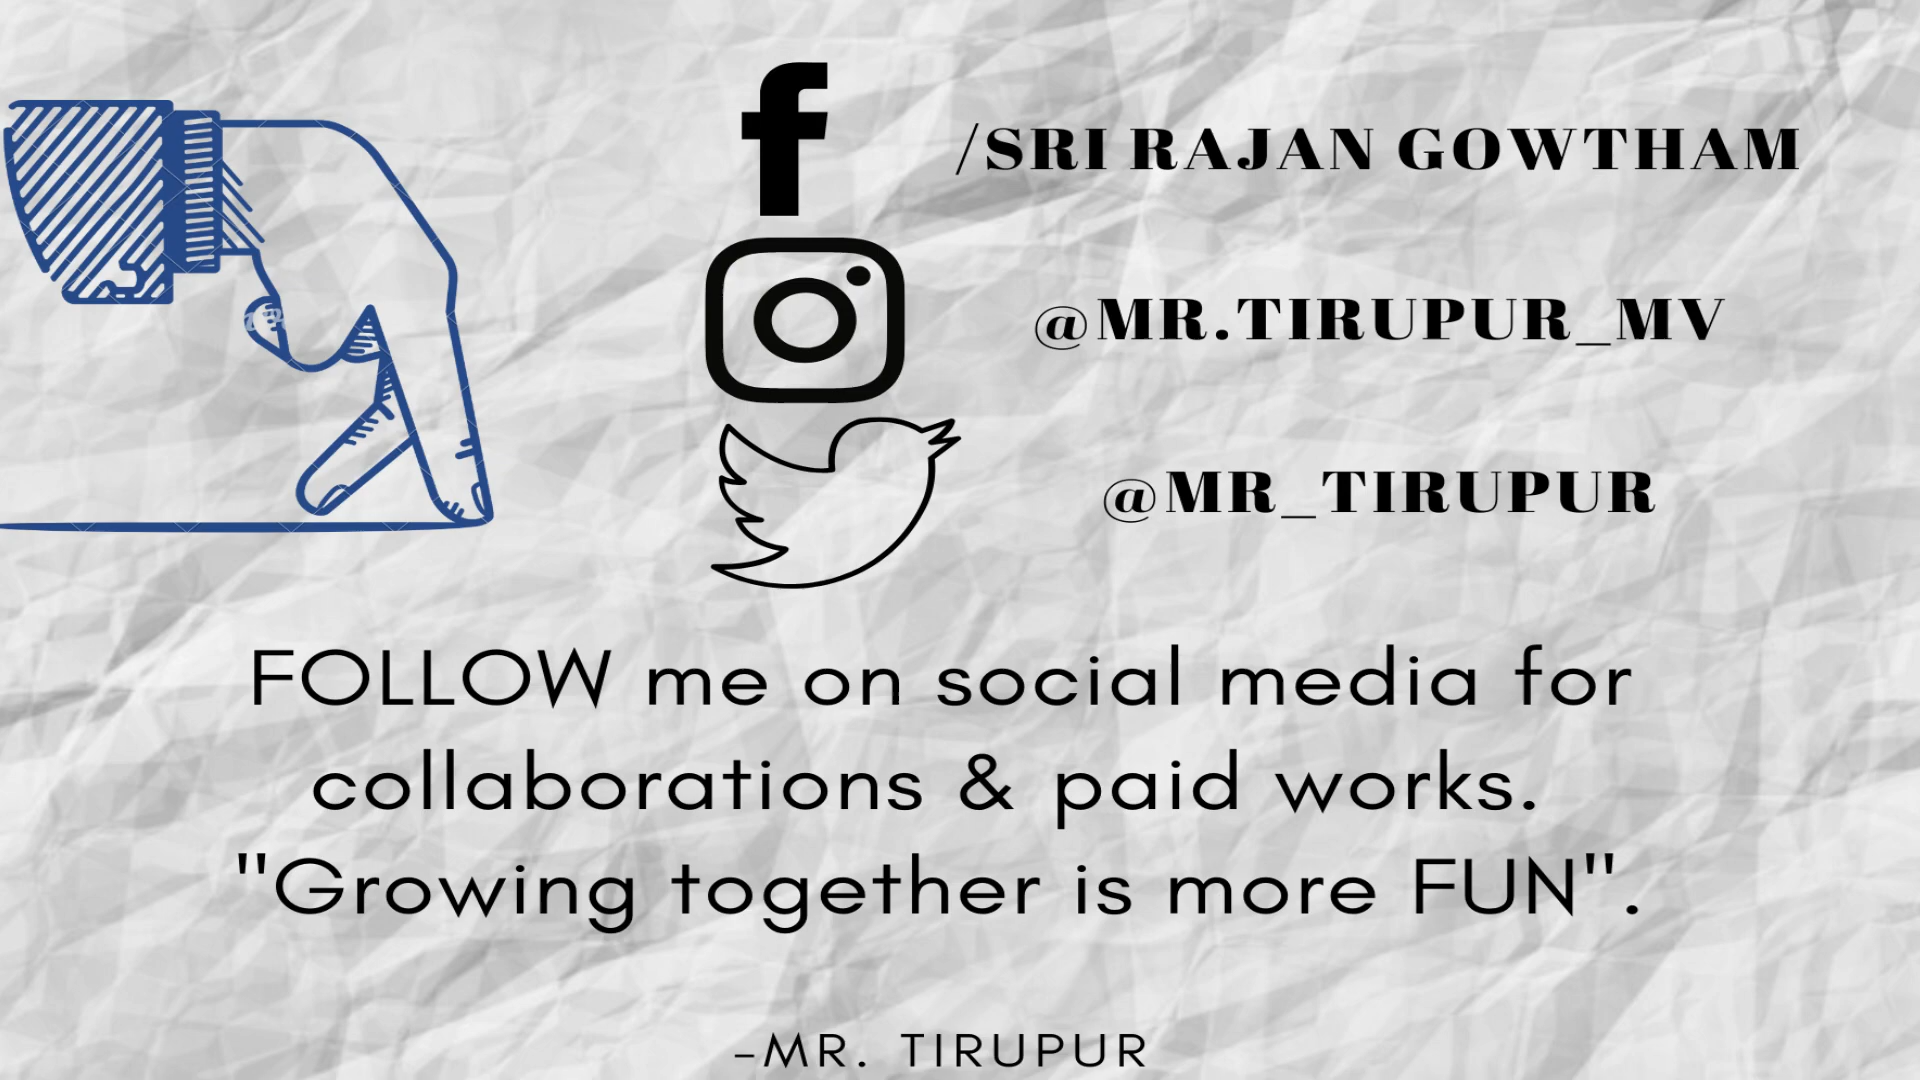 /SRI RAJAN GOWTHAM
@MR.TIRUPUR_MV
@MR_TIRUPUR
FOLLOW me on social media for
collaborations & paid works.
"Growing together is more FUN".
-MR. TIRUPUR